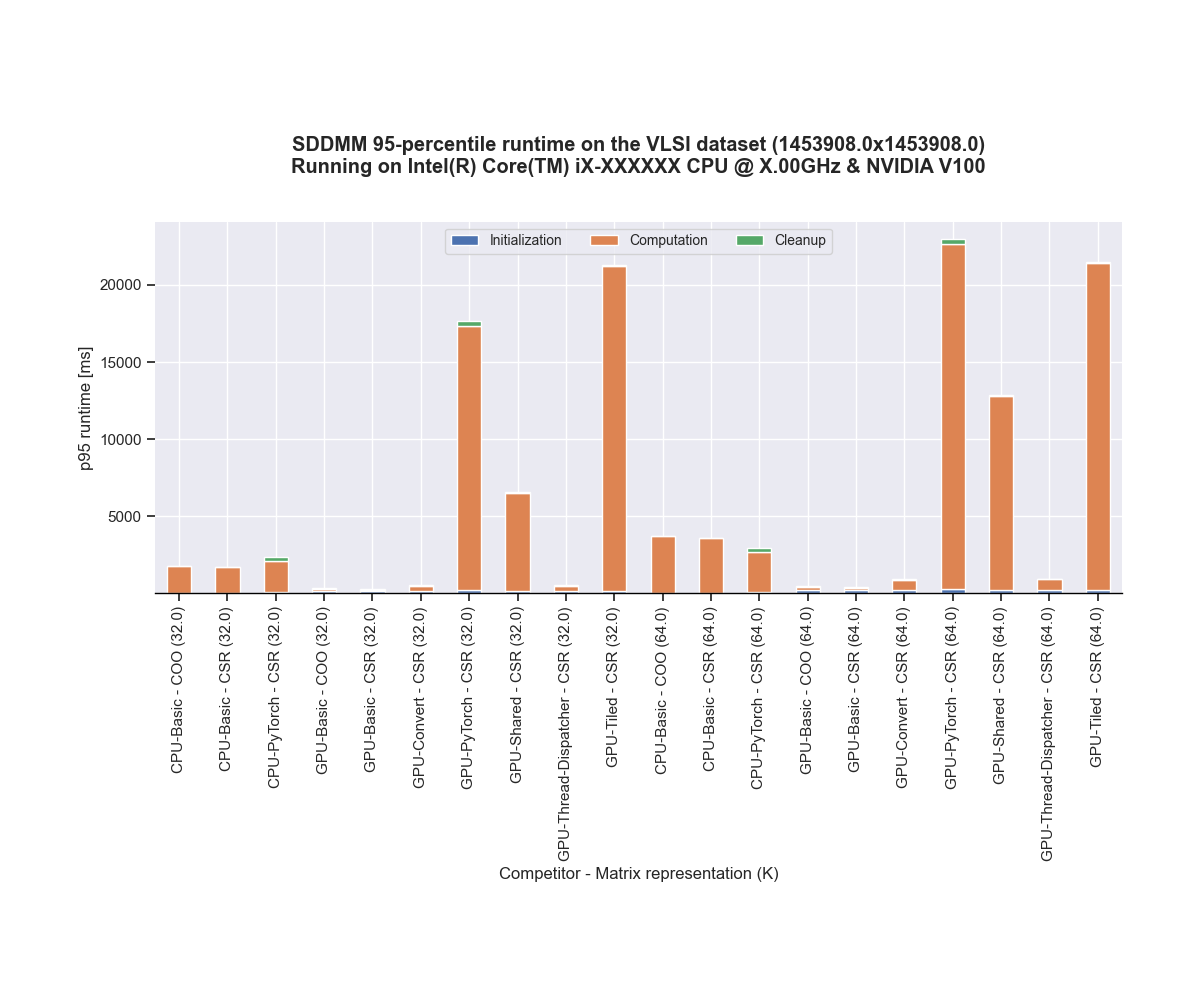 SDDMM 95-percentile runtime on the VLSI dataset (1453908.0x1453908.0)
Running on Intel(R) Core(TM) iX-XXXXXX CPU @ X.00GHz & NVIDIA V100
Initialization
Computation
Cleanup
p95 runtime [ms]
20000
15000
10000
5000
CPU-Basic - COO (32.0)
CPU-Basic - CSR (32.0)
CPU-PyTorch - CSR (32.0)
GPU-Basic - COO (32.0)
GPU-Basic - CSR (32.0)
GPU-Convert - CSR (32.0)
GPU-PyTorch - CSR (32.0)
GPU-Shared - CSR (32.0)
GPU-Thread-Dispatcher - CSR (32.0)
GPU-Tiled - CSR (32.0)
CPU-Basic - COO (64.0)
CPU-Basic - CSR (64.0)
CPU-PyTorch - CSR (64.0)
GPU-Basic - COO (64.0)
GPU-Basic - CSR (64.0)
GPU-Convert - CSR (64.0)
GPU-PyTorch - CSR (64.0)
GPU-Shared - CSR (64.0)
GPU-Thread-Dispatcher - CSR (64.0)
GPU-Tiled - CSR (64.0)
Competitor - Matrix representation (K)